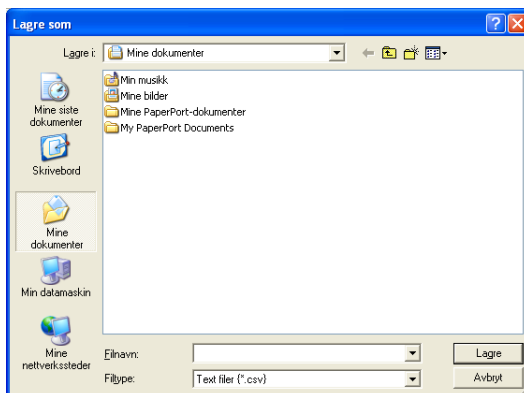 Lagre som
Lagre i:
Mine dokumenter
Min musikk
Mine bilder
Mine PaperPort-dokumenter
My PaperPort Documents
Mine siste
dokumenter
Skrivebord
Mine
dokumenter
Min datamaskin
Mine
nettverkssteder
Filnavn:
Lagre
Filtype:
Text filer (*.csv)
Avbryt